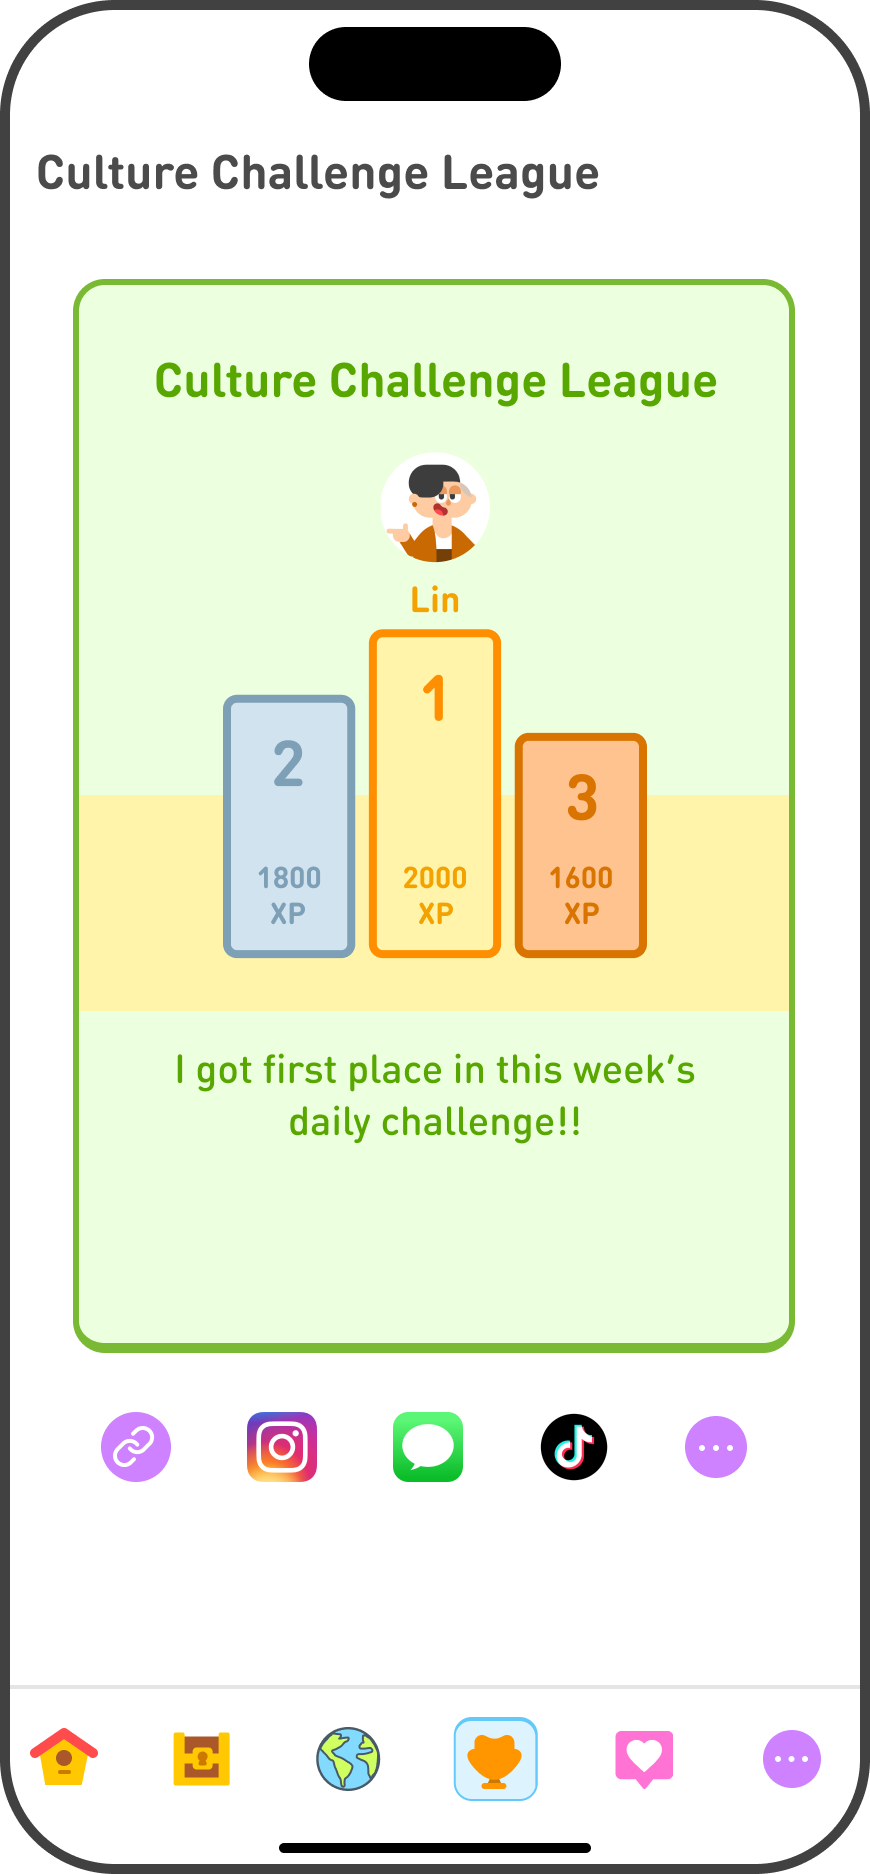 Culture Challenge League
Culture Challenge League
Lin
1
2
3
1800
XP
2000
XP
1600
XP
I got first place in this week's
daily challenge!!